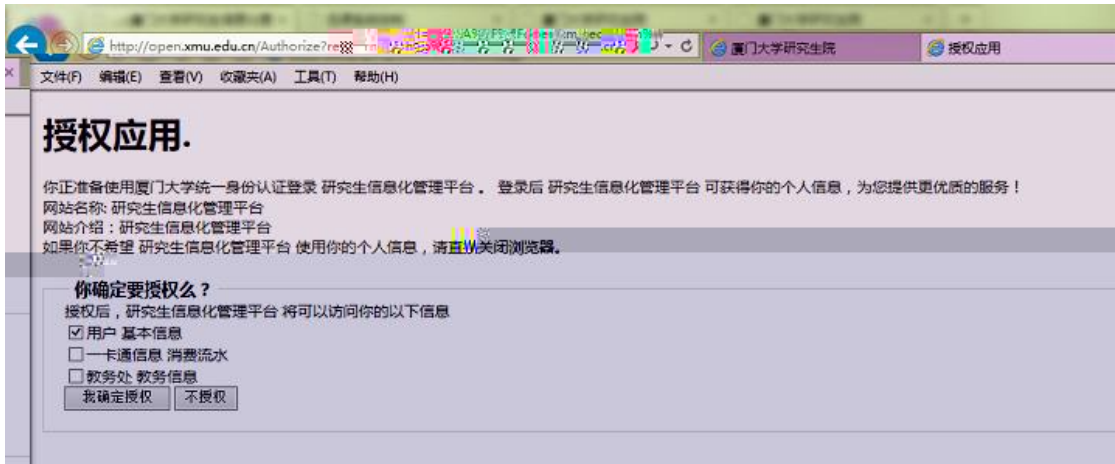 http://open.xmu.edu.cn/Authorize?re
厦门大学研究生院
授权应用
文件(F) 编辑(E) 查看(V) 收藏夹(A) 工具(T) 帮助(H)
授权应用.
你正准备使用厦门大学统一身份认证登录 研究生信息化管理平台 。 登录后 研究生信息化管理平台 可获得你的个人信息，为您提供更优质的服务！
网站名称: 研究生信息化管理平台
网站介绍：研究生信息化管理平台
如果你不希望 研究生信息化管理平台 使用你的个人信息，请直 关闭浏览器。
你确定要授权么？
授权后，研究生信息化管理平台 将可以访问你的以下信息
用户 基本信息
一卡通信息 消费流水
教务处 教务信息
我确定授权 不授权